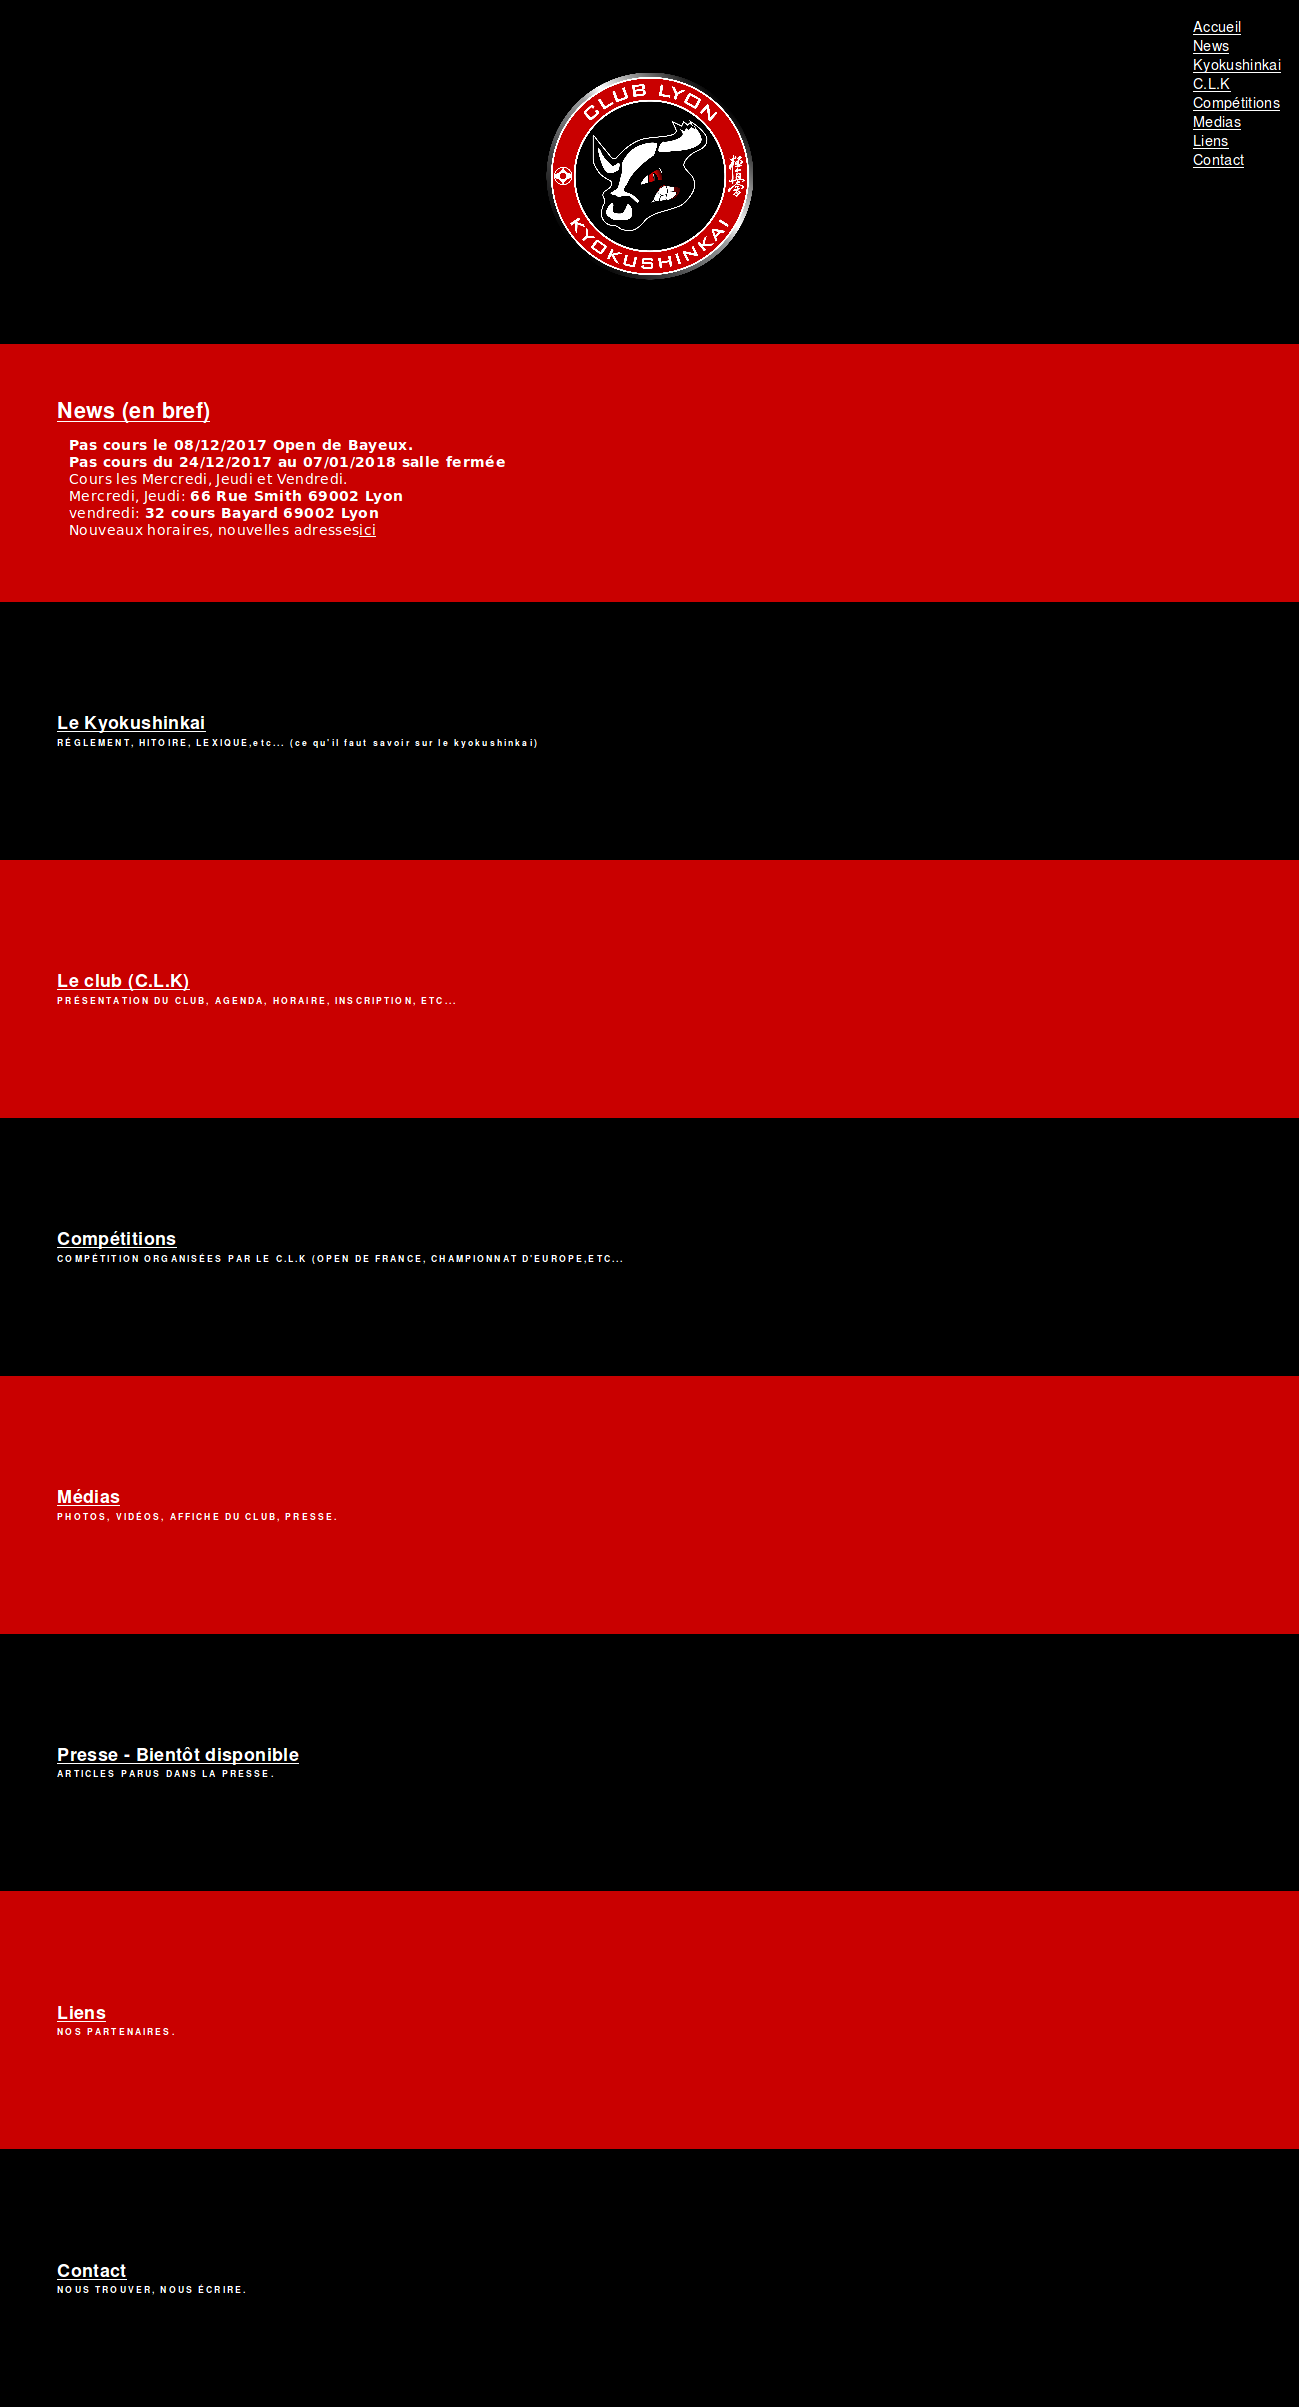 Accueil
News
Kyokushinkai
C.L.K
Compétitions
Medias
Liens
Contact
CLUB LYON
極真會
KYOKUSHINKAI
News (en bref)
Pas cours le 08/12/2017 Open de Bayeux.
Pas cours du 24/12/2017 au 07/01/2018 salle fermée
Cours les Mercredi, Jeudi et Vendredi.
Mercredi, Jeudi: 66 Rue Smith 69002 Lyon
vendredi: 32 cours Bayard 69002 Lyon
Nouveaux horaires, nouvelles adressesici
Le Kyokushinkai
RÉGLEMENT, HITOIRE, LEXIQUE,etc... (ce qu'il faut savoir sur le kyokushinkai)
Le club (C.L.K)
PRÉSENTATION DU CLUB, AGENDA, HORAIRE, INSCRIPTION, ETC...
Compétitions
COMPÉTITION ORGANISÉES PAR LE C.L.K (OPEN DE FRANCE, CHAMPIONNAT D'EUROPE,ETC...
Médias
PHOTOS, VIDÉOS, AFFICHE DU CLUB, PRESSE.
Presse - Bientôt disponible
ARTICLES PARUS DANS LA PRESSE.
Liens
NOS PARTENAIRES.
Contact
NOUS TROUVER, NOUS ÉCRIRE.